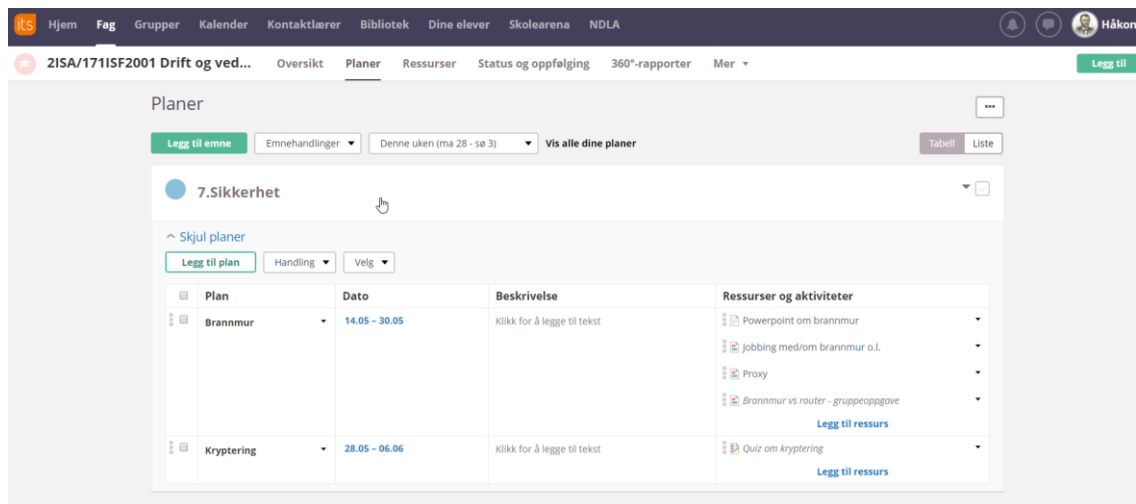 its Hjem Fag Grupper Kalender Kontaktlærer Bibliotek Dine elever Skolearena NDLA Håkon
2ISA/171ISF2001 Drift og ved... Oversikt Planer Ressurser Status og oppfølging 360°-rapporter Mer Legg til
Planer
Legg til emne Emnehandlinger Denne uken (ma 28 - sø 3) Vis alle dine planer Tabell Liste
7.Sikkerhet
Skjul planer
Legg til plan Handling Velg
Plan Dato Beskrivelse Ressurser og aktiviteter
Brannmur 14.05 – 30.05 Klikk for å legge til tekst Powerpoint om brannmur
Jobbing med/om brannmur o.l.
Proxy
Brannmur vs router - gruppeoppgave
Legg til ressurs
Kryptering 28.05 – 06.06 Klikk for å legge til tekst Quiz om kryptering
Legg til ressurs